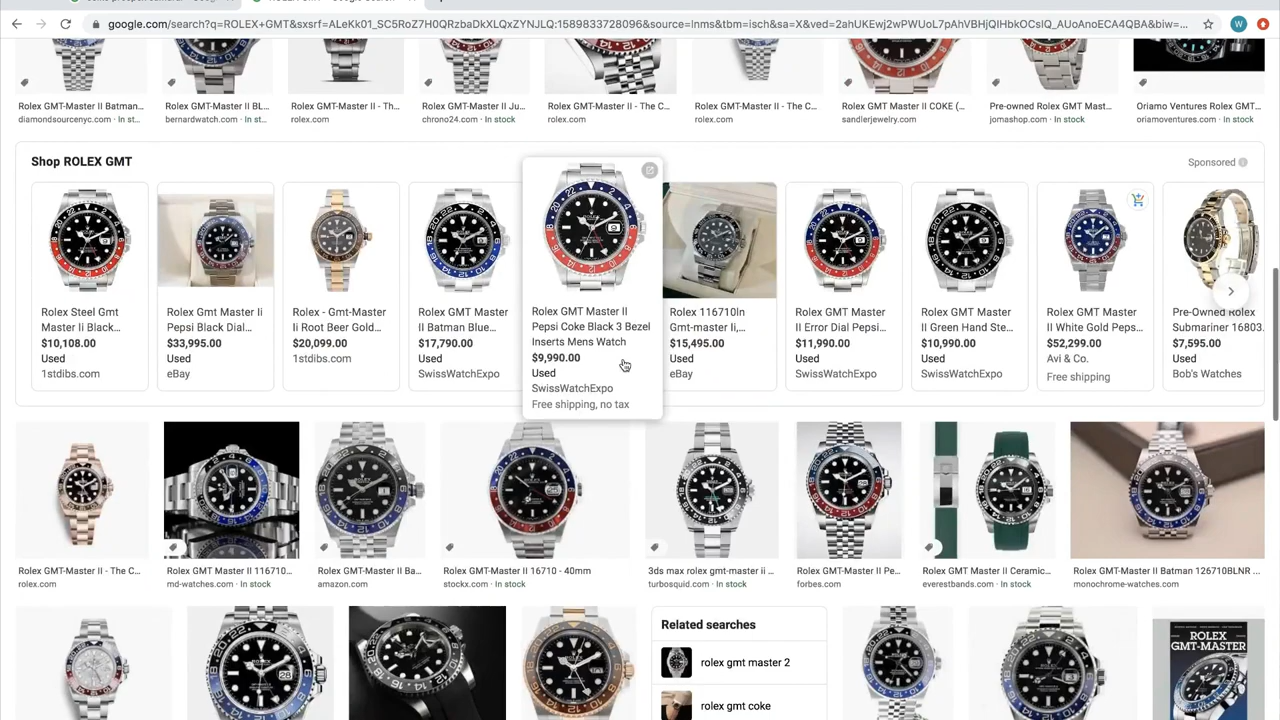 google.com/search?q=ROLEX+GMT&sxsrf=ALeKk01_SC5RoZ7H0QRzbaDkXLQxZYNJLQ:1589833728096&source=lnms&tbm=isch&sa=X&ved=2ahUKEwj2wPWUoL7pAhVBHjQIHbkOCsIQ_AUoAnoECA4QBA&biw=...
W
Rolex GMT-Master II Batman... Rolex GMT-Master II BL... Rolex GMT-Master II - Th... Rolex GMT-Master II Ju... Rolex GMT-Master II - The C... Rolex GMT-Master II - The C... Rolex GMT Master II COKE (... Pre-owned Rolex GMT Mast... Oriamo Ventures Rolex GMT...
diamondsourcenyc.com · In st... bernardwatch.com · In st... rolex.com chrono24.com · In stock rolex.com rolex.com sandlerjewelry.com jomashop.com · In stock oriamoventures.com · In stock
Shop ROLEX GMT
Sponsored
Rolex Steel Gmt
Master Ii Black...
$10,108.00
Used
1stdibs.com
Rolex Gmt Master Ii
Pepsi Black Dial...
$33,995.00
Used
eBay
Rolex - Gmt-Master
Ii Root Beer Gold...
$20,099.00
1stdibs.com
Rolex GMT Master
II Batman Blue...
$17,790.00
Used
SwissWatchExpo
Rolex GMT Master II
Pepsi Coke Black 3 Bezel
Inserts Mens Watch
$9,990.00
Used
SwissWatchExpo
Free shipping, no tax
Rolex 116710ln
Gmt-master Ii,...
$15,495.00
Used
eBay
Rolex GMT Master
II Error Dial Pepsi...
$11,990.00
Used
SwissWatchExpo
Rolex GMT Master
II Green Hand Ste...
$10,990.00
Used
SwissWatchExpo
Rolex GMT Master
II White Gold Peps...
$52,299.00
Avi & Co.
Free shipping
Pre-Owned Rolex
Submariner 16803...
$7,595.00
Used
Bob's Watches
Rolex GMT-Master II - The C... Rolex GMT Master II 116710... Rolex GMT-Master II Ba... Rolex GMT-Master II 16710 - 40mm 3ds max rolex gmt-master ii ... Rolex GMT-Master II Pe... Rolex GMT Master II Ceramic... Rolex GMT-Master II Batman 126710BLNR ...
rolex.com md-watches.com · In stock amazon.com stockx.com · In stock turbosquid.com · In stock forbes.com everestbands.com · In stock monochrome-watches.com
Related searches
rolex gmt master 2
rolex gmt coke
ROLEX
GMT-MASTER